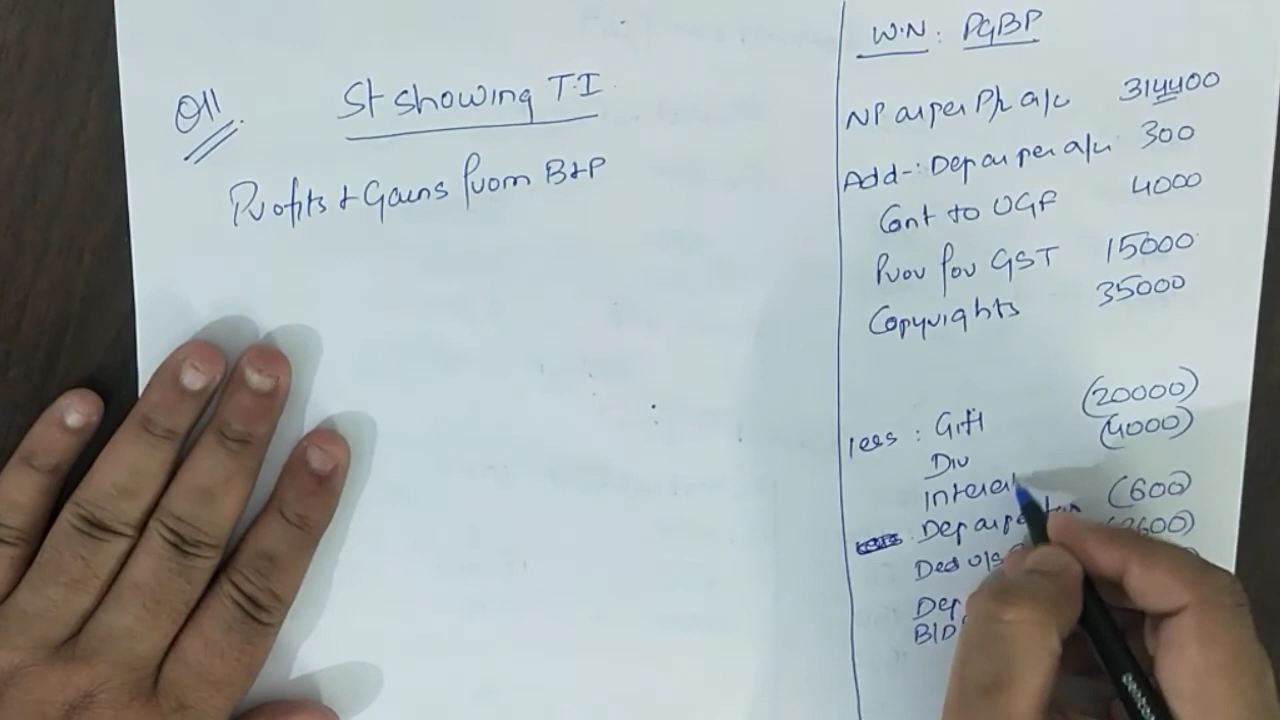 Q11.
St showing T.I
Profits & Gains from B&P
W.N: PGBP
NP as per P/L a/c 314400
Add-: Dep as per a/c 300
Cont to UGF 4000
Prov for GST 15000
Copyrights 35000
less: Gift (20000)
Div (4000)
Interest
Dep as per (600)
Ded u/s
Dep
B/D